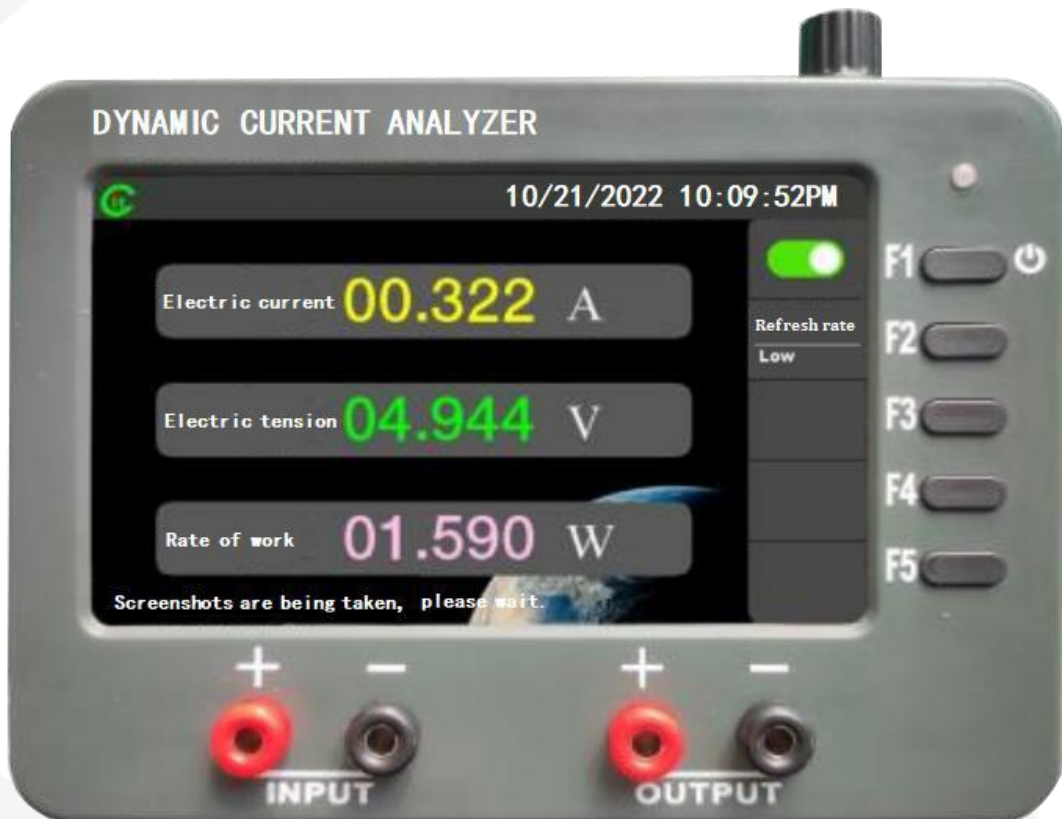 DYNAMIC CURRENT ANALYZER
10/21/2022 10:09:52PM
Electric current 00.322 A
Refresh rate
Low
Electric tension 04.944 V
Rate of work 01.590 W
Screenshots are being taken, please wait.
F1
F2
F3
F4
F5
+ − + −
INPUT OUTPUT